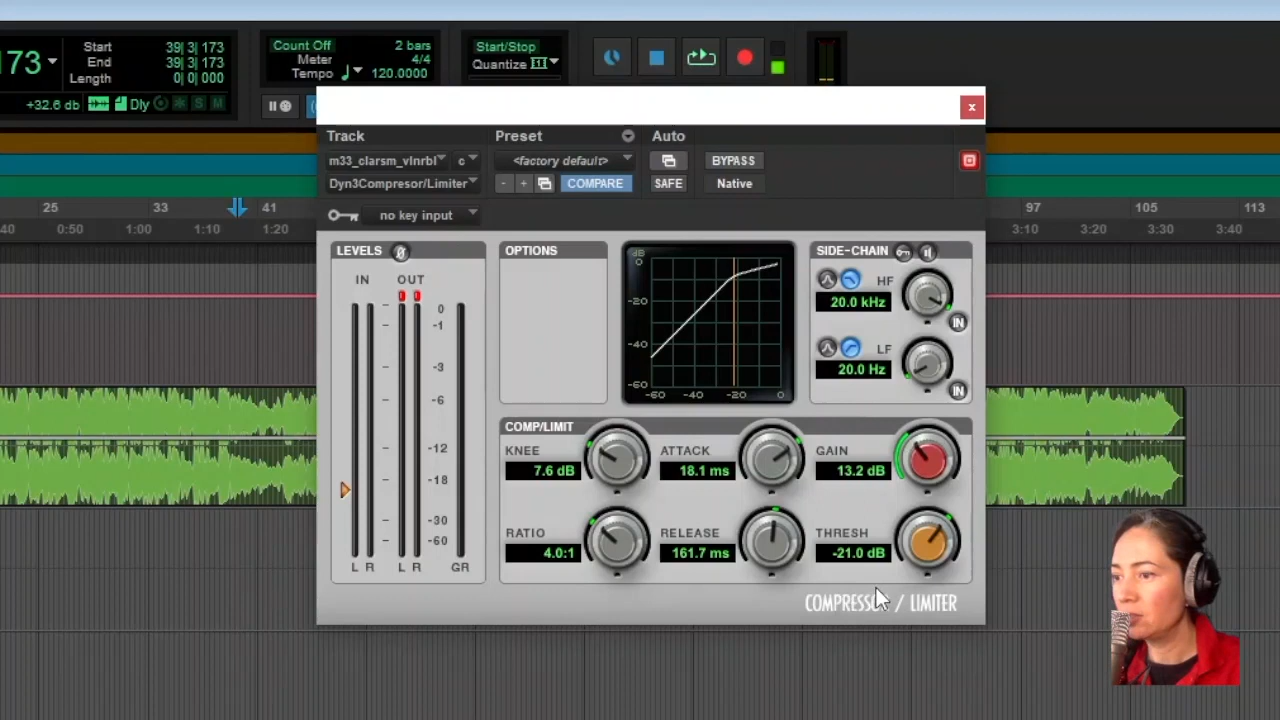 173
Start 39| 3| 173
End 39| 3| 173
Length 0| 0| 000
+32.6 db Dly S M
Count Off 2 bars
Meter 4/4
Tempo 120.0000
Start/Stop
Quantize
x
Track Preset Auto
m33_clarsm_vlnrbl c <factory default> BYPASS
Dyn3Compresor/Limiter - + COMPARE SAFE Native
no key input
25 33 41 97 105 113
40 0:50 1:00 1:10 1:20 3:10 3:20 3:30 3:40
LEVELS Ø
IN OUT
0
-1
-3
-6
-12
-18
-30
-60
L R L R GR
OPTIONS
dB
0
-20
-40
-60
-60 -40 -20 0
SIDE-CHAIN
HF
20.0 kHz
IN
LF
20.0 Hz
IN
COMP/LIMIT
KNEE ATTACK GAIN
7.6 dB 18.1 ms 13.2 dB
RATIO RELEASE THRESH
4.0:1 161.7 ms -21.0 dB
COMPRESSOR / LIMITER